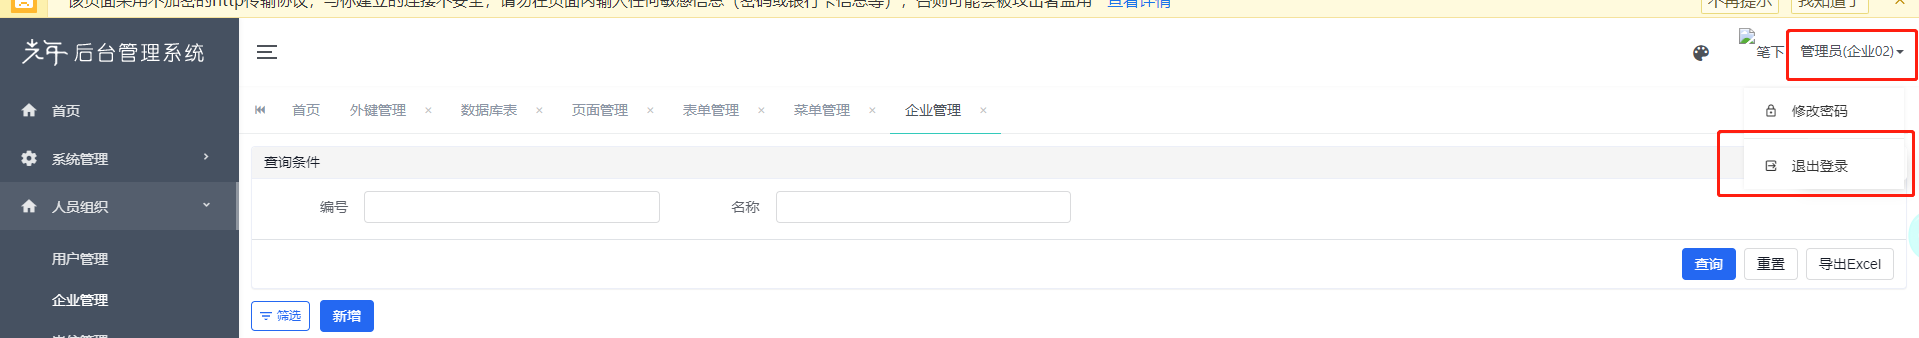 该页面采用不加密的http传输协议，与你建立的连接不安全，请勿在页面内输入任何敏感信息（密码或银行卡信息等），否则可能会被攻击者盗用 查看详情 不再提示 我知道了
后台管理系统
笔下 管理员(企业02)
首页 外键管理 × 数据库表 × 页面管理 × 表单管理 × 菜单管理 × 企业管理 ×
修改密码
退出登录
首页
系统管理
人员组织
用户管理
企业管理
查询条件
编号 名称
查询 重置 导出Excel
筛选 新增